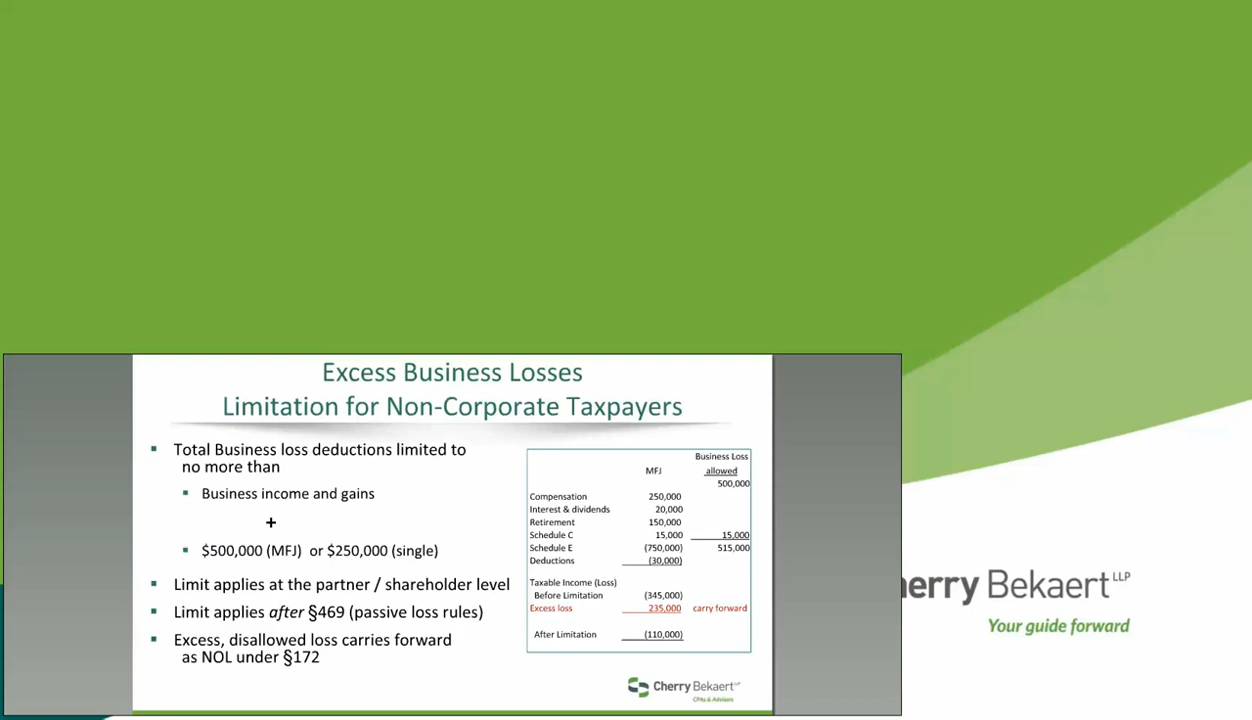 Excess Business Losses
Limitation for Non-Corporate Taxpayers
▪ Total Business loss deductions limited to
no more than
▪ Business income and gains
+
▪ $500,000 (MFJ) or $250,000 (single)
▪ Limit applies at the partner / shareholder level
▪ Limit applies after §469 (passive loss rules)
▪ Excess, disallowed loss carries forward
as NOL under §172
Business Loss
MFJ allowed
500,000
Compensation 250,000
Interest & dividends 20,000
Retirement 150,000
Schedule C 15,000 15,000
Schedule E (750,000) 515,000
Deductions (30,000)
Taxable Income (Loss)
Before Limitation (345,000)
Excess loss 235,000 carry forward
After Limitation (110,000)
Cherry Bekaert LLP
CPAs & Advisors
herry Bekaert LLP
Your guide forward